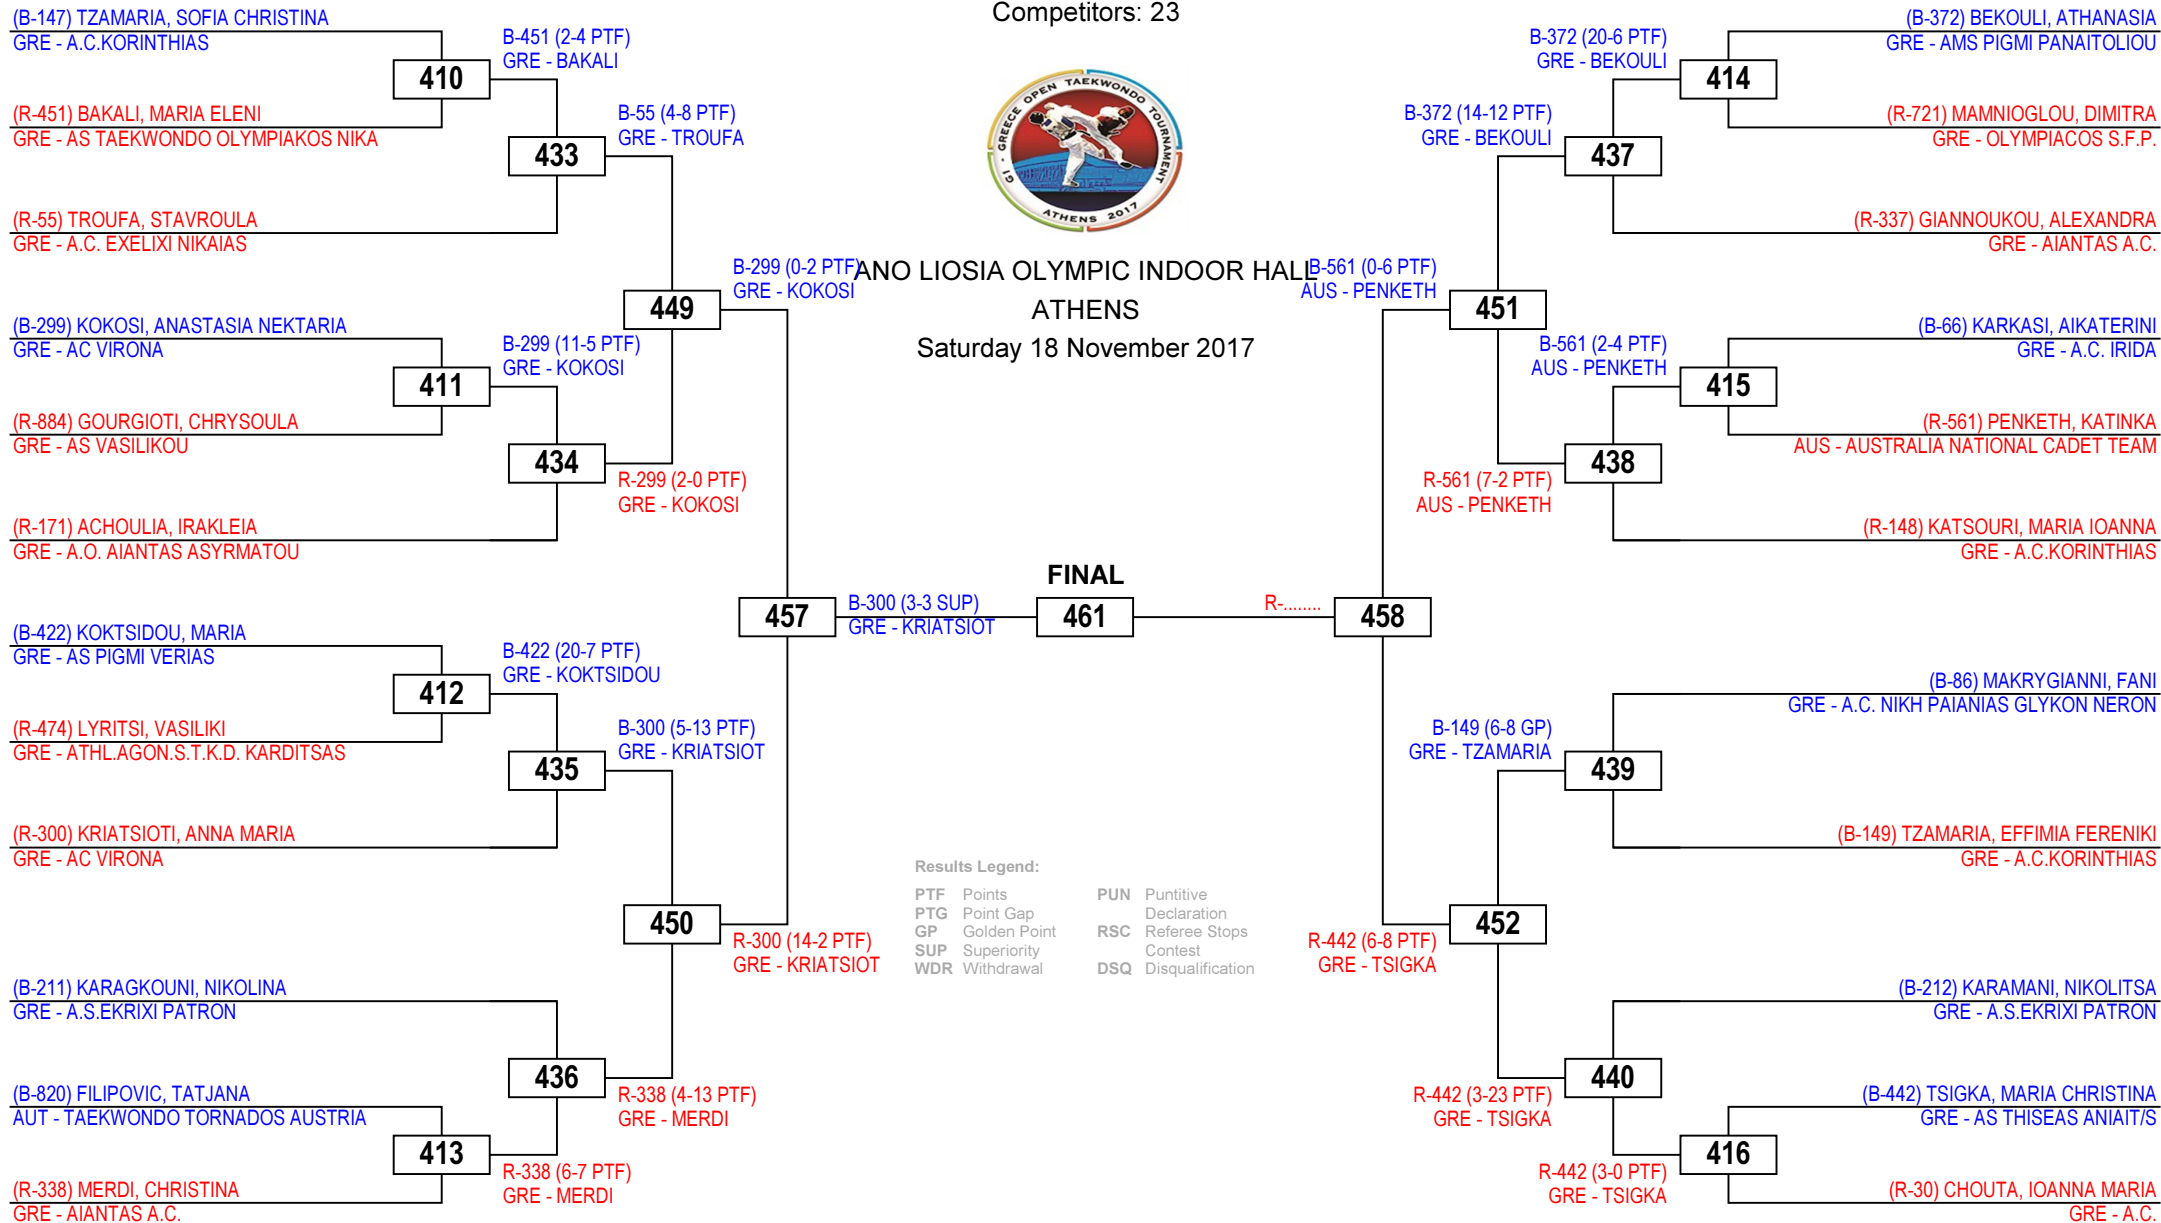 Competitors: 23
G1 - GREECE OPEN TAEKWONDO TOURNAMENT
ATHENS 2017
ANO LIOSIA OLYMPIC INDOOR HALL
ATHENS
Saturday 18 November 2017
(B-147) TZAMARIA, SOFIA CHRISTINA
GRE - A.C.KORINTHIAS
410
(R-451) BAKALI, MARIA ELENI
GRE - AS TAEKWONDO OLYMPIAKOS NIKA
B-451 (2-4 PTF)
GRE - BAKALI
433
(R-55) TROUFA, STAVROULA
GRE - A.C. EXELIXI NIKAIAS
B-55 (4-8 PTF)
GRE - TROUFA
449
(B-299) KOKOSI, ANASTASIA NEKTARIA
GRE - AC VIRONA
411
(R-884) GOURGIOTI, CHRYSOULA
GRE - AS VASILIKOU
B-299 (11-5 PTF)
GRE - KOKOSI
434
(R-171) ACHOULIA, IRAKLEIA
GRE - A.O. AIANTAS ASYRMATOU
R-299 (2-0 PTF)
GRE - KOKOSI
B-299 (0-2 PTF)
GRE - KOKOSI
457
(B-422) KOKTSIDOU, MARIA
GRE - AS PIGMI VERIAS
412
(R-474) LYRITSI, VASILIKI
GRE - ATHL.AGON.S.T.K.D. KARDITSAS
B-422 (20-7 PTF)
GRE - KOKTSIDOU
435
(R-300) KRIATSIOTI, ANNA MARIA
GRE - AC VIRONA
B-300 (5-13 PTF)
GRE - KRIATSIOT
450
(B-211) KARAGKOUNI, NIKOLINA
GRE - A.S.EKRIXI PATRON
436
(B-820) FILIPOVIC, TATJANA
AUT - TAEKWONDO TORNADOS AUSTRIA
413
(R-338) MERDI, CHRISTINA
GRE - AIANTAS A.C.
R-338 (6-7 PTF)
GRE - MERDI
R-338 (4-13 PTF)
GRE - MERDI
R-300 (14-2 PTF)
GRE - KRIATSIOT
B-300 (3-3 SUP)
GRE - KRIATSIOT
FINAL
461
R-........
458
(B-372) BEKOULI, ATHANASIA
GRE - AMS PIGMI PANAITOLIOU
414
(R-721) MAMNIOGLOU, DIMITRA
GRE - OLYMPIACOS S.F.P.
B-372 (20-6 PTF)
GRE - BEKOULI
437
(R-337) GIANNOUKOU, ALEXANDRA
GRE - AIANTAS A.C.
B-372 (14-12 PTF)
GRE - BEKOULI
451
B-561 (0-6 PTF)
AUS - PENKETH
(B-66) KARKASI, AIKATERINI
GRE - A.C. IRIDA
415
(R-561) PENKETH, KATINKA
AUS - AUSTRALIA NATIONAL CADET TEAM
B-561 (2-4 PTF)
AUS - PENKETH
438
(R-148) KATSOURI, MARIA IOANNA
GRE - A.C.KORINTHIAS
R-561 (7-2 PTF)
AUS - PENKETH
(B-86) MAKRYGIANNI, FANI
GRE - A.C. NIKH PAIANIAS GLYKON NERON
439
(B-149) TZAMARIA, EFFIMIA FERENIKI
GRE - A.C.KORINTHIAS
B-149 (6-8 GP)
GRE - TZAMARIA
452
R-442 (6-8 PTF)
GRE - TSIGKA
(B-212) KARAMANI, NIKOLITSA
GRE - A.S.EKRIXI PATRON
440
R-442 (3-23 PTF)
GRE - TSIGKA
(B-442) TSIGKA, MARIA CHRISTINA
GRE - AS THISEAS ANIAIT/S
416
(R-30) CHOUTA, IOANNA MARIA
GRE - A.C.
R-442 (3-0 PTF)
GRE - TSIGKA
Results Legend:
PTF Points
PTG Point Gap
GP Golden Point
SUP Superiority
WDR Withdrawal
PUN Puntitive
Declaration
RSC Referee Stops
Contest
DSQ Disqualification